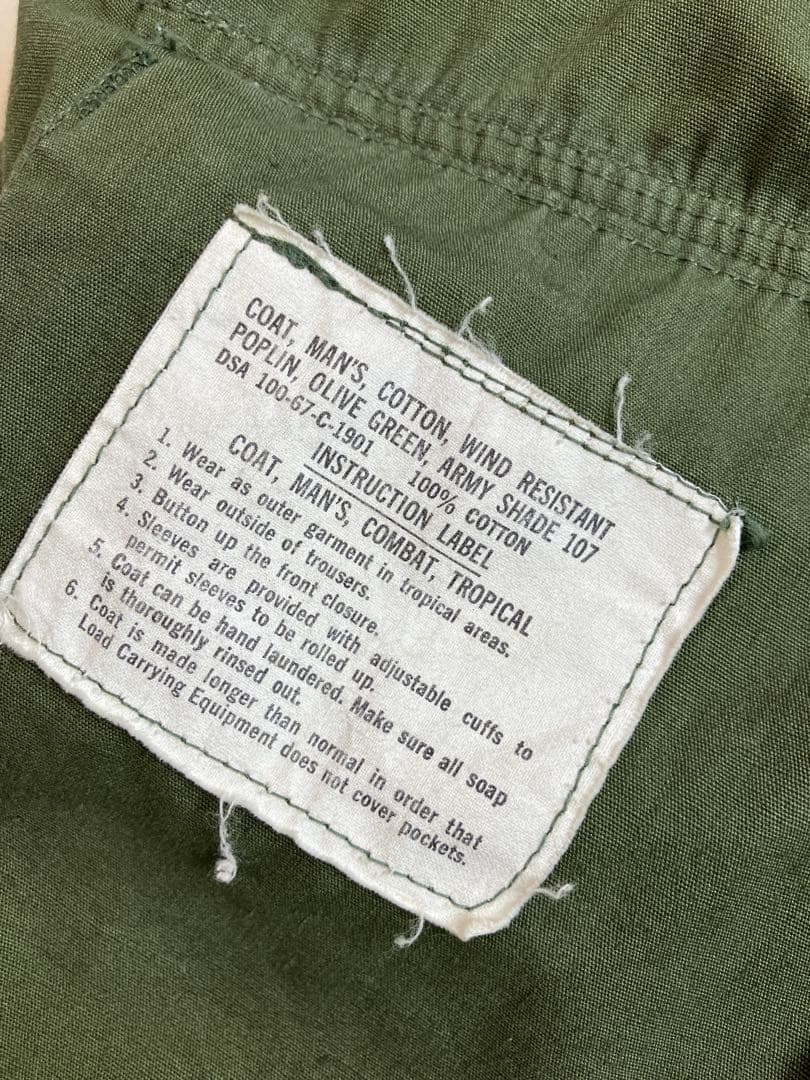 COAT, MAN'S, COTTON, WIND RESISTANT
POPLIN, OLIVE GREEN, ARMY SHADE 107
DSA 100-67-C-1901 100% COTTON
INSTRUCTION LABEL
COAT, MAN'S, COMBAT, TROPICAL
1. Wear as outer garment in tropical areas.
2. Wear outside of trousers.
3. Button up the front closure.
4. Sleeves are provided with adjustable cuffs to
permit sleeves to be rolled up.
5. Coat can be hand laundered. Make sure all soap
is thoroughly rinsed out.
6. Coat is made longer than normal in order that
Load Carrying Equipment does not cover pockets.